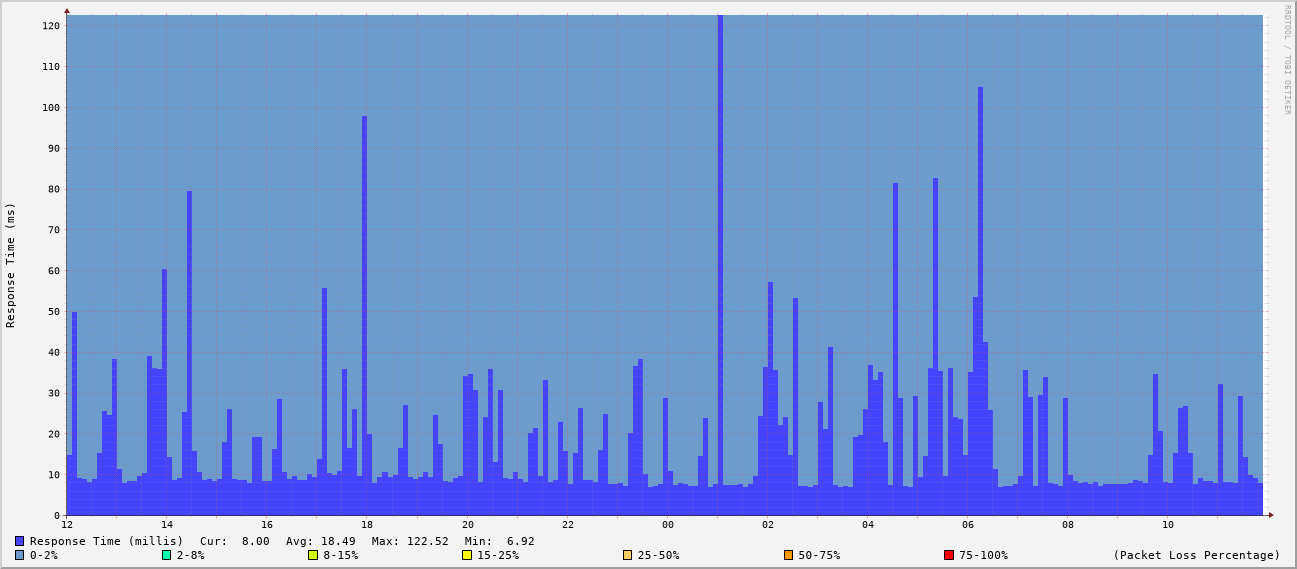 RRDTOOL / TOBI OETIKER
Response Time (ms)
120
110
100
90
80
70
60
50
40
30
20
10
0
12 14 16 18 20 22 00 02 04 06 08 10
Response Time (millis) Cur: 8.00 Avg: 18.49 Max: 122.52 Min: 6.92
0-2% 2-8% 8-15% 15-25% 25-50% 50-75% 75-100% (Packet Loss Percentage)